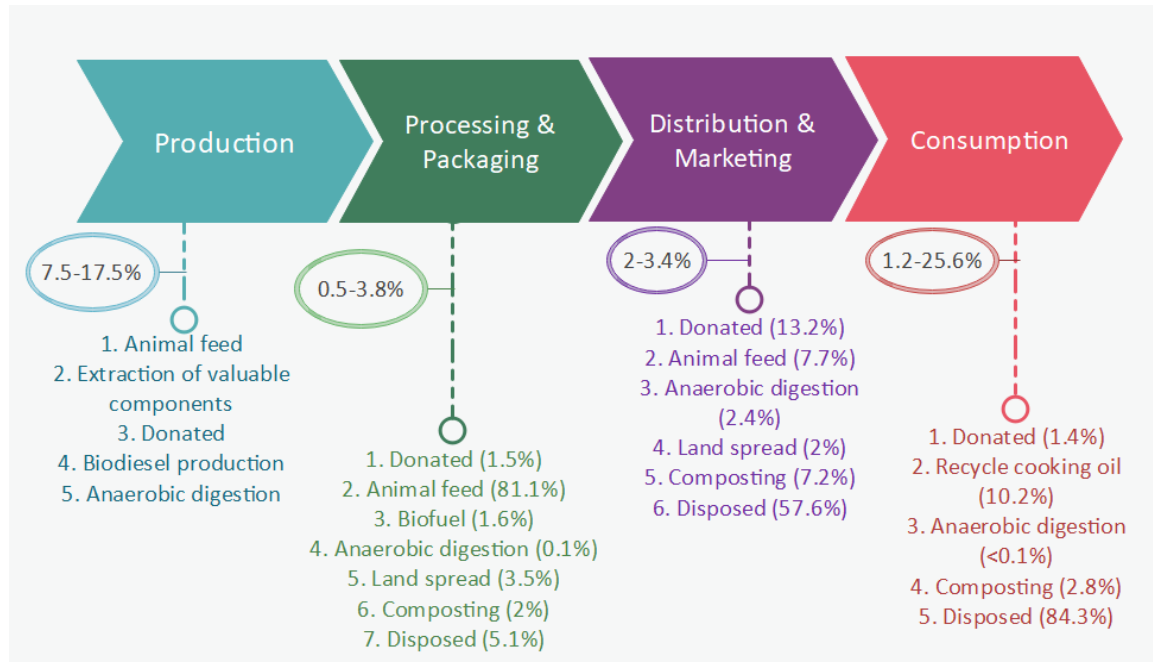 Production
Processing &
Packaging
Distribution &
Marketing
Consumption
7.5-17.5%
0.5-3.8%
2-3.4%
1.2-25.6%
1. Animal feed
2. Extraction of valuable
components
3. Donated
4. Biodiesel production
5. Anaerobic digestion
1. Donated (1.5%)
2. Animal feed (81.1%)
3. Biofuel (1.6%)
4. Anaerobic digestion (0.1%)
5. Land spread (3.5%)
6. Composting (2%)
7. Disposed (5.1%)
1. Donated (13.2%)
2. Animal feed (7.7%)
3. Anaerobic digestion
(2.4%)
4. Land spread (2%)
5. Composting (7.2%)
6. Disposed (57.6%)
1. Donated (1.4%)
2. Recycle cooking oil
(10.2%)
3. Anaerobic digestion
(<0.1%)
4. Composting (2.8%)
5. Disposed (84.3%)